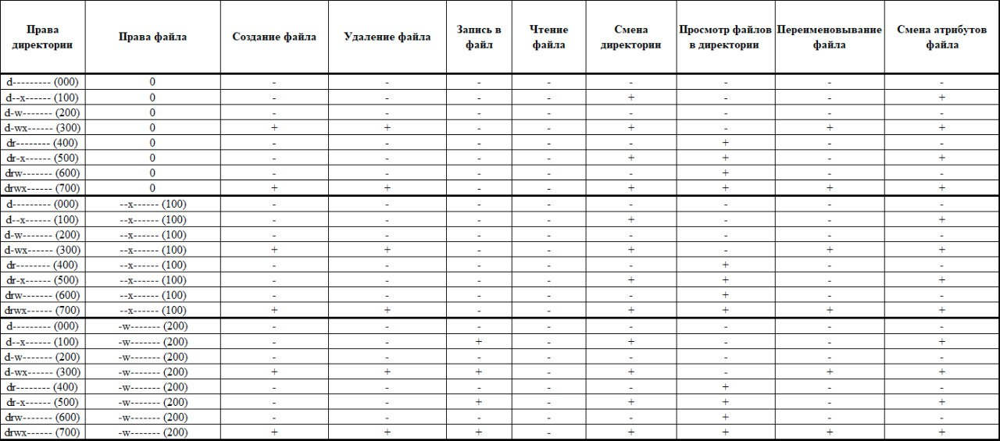 Права директории | Права файла | Создание файла | Удаление файла | Запись в файл | Чтение файла | Смена директории | Просмотр файлов в директории | Переименовывание файла | Смена атрибутов файла
d--------- (000) | 0 | - | - | - | - | - | - | - | -
d--x------ (100) | 0 | - | - | - | - | + | - | - | +
d-w------- (200) | 0 | - | - | - | - | - | - | - | -
d-wx------ (300) | 0 | + | + | - | - | + | - | + | +
dr-------- (400) | 0 | - | - | - | - | - | + | - | -
dr-x------ (500) | 0 | - | - | - | - | + | + | - | +
drw------- (600) | 0 | - | - | - | - | - | + | - | -
drwx------ (700) | 0 | + | + | - | - | + | + | + | +
d--------- (000) | --x------ (100) | - | - | - | - | - | - | - | -
d--x------ (100) | --x------ (100) | - | - | - | - | + | - | - | +
d-w------- (200) | --x------ (100) | - | - | - | - | - | - | - | -
d-wx------ (300) | --x------ (100) | + | + | - | - | + | - | + | +
dr-------- (400) | --x------ (100) | - | - | - | - | - | + | - | -
dr-x------ (500) | --x------ (100) | - | - | - | - | + | + | - | +
drw------- (600) | --x------ (100) | - | - | - | - | - | + | - | -
drwx------ (700) | --x------ (100) | + | + | - | - | + | + | + | +
d--------- (000) | -w------- (200) | - | - | - | - | - | - | - | -
d--x------ (100) | -w------- (200) | - | - | + | - | + | - | - | +
d-w------- (200) | -w------- (200) | - | - | - | - | - | - | - | -
d-wx------ (300) | -w------- (200) | + | + | + | - | + | - | + | +
dr-------- (400) | -w------- (200) | - | - | - | - | - | + | - | -
dr-x------ (500) | -w------- (200) | - | - | + | - | + | + | - | +
drw------- (600) | -w------- (200) | - | - | - | - | - | + | - | -
drwx------ (700) | -w------- (200) | + | + | + | - | + | + | + | +